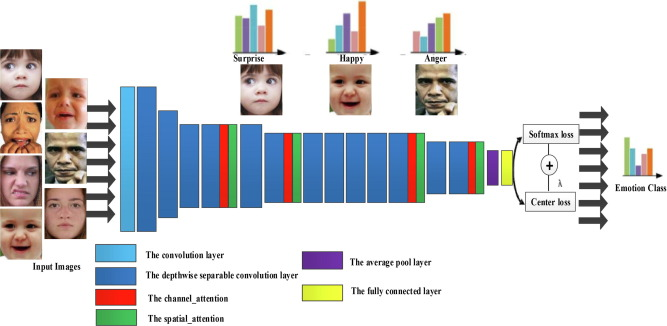 Surprise
Happy
Anger
Softmax loss
+
λ
Center loss
Emotion Class
Input Images
The convolution layer
The depthwise separable convolution layer
The channel_attention
The spatial_attention
The average pool layer
The fully connected layer